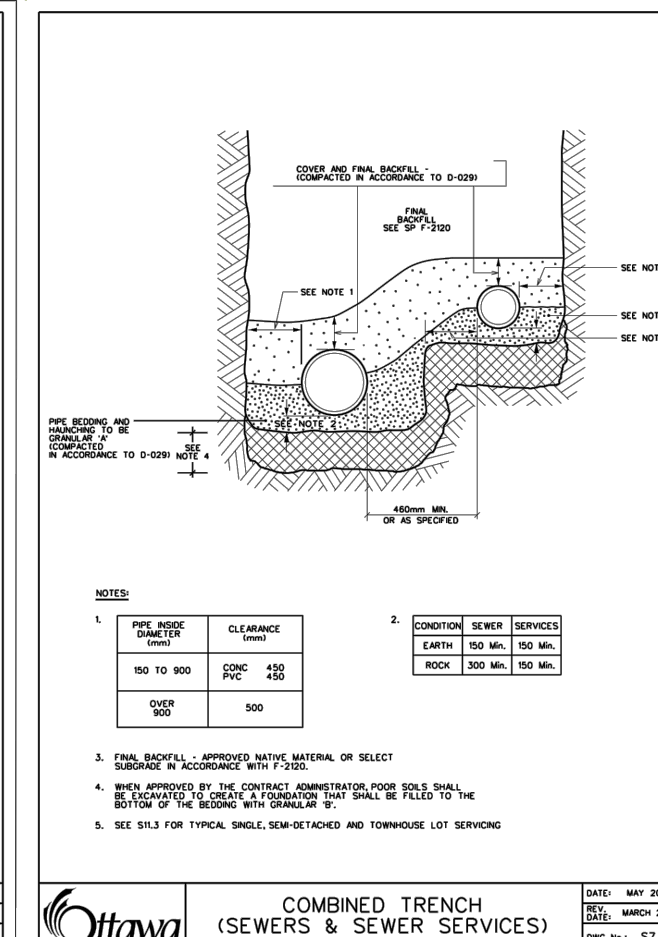 COVER AND FINAL BACKFILL -
(COMPACTED IN ACCORDANCE TO D-029)
FINAL
BACKFILL
SEE SP F-2120
SEE NOT
SEE NOTE 1
SEE NOT
SEE NOT
PIPE BEDDING AND
HAUNCHING TO BE
GRANULAR 'A'
(COMPACTED
IN ACCORDANCE TO D-029)
SEE NOTE 2
SEE
NOTE 4
460mm MIN.
OR AS SPECIFIED
NOTES:
1.
PIPE INSIDE DIAMETER (mm) CLEARANCE (mm)
150 TO 900 CONC 450
PVC 450
OVER 900 500
2.
CONDITION SEWER SERVICES
EARTH 150 Min. 150 Min.
ROCK 300 Min. 150 Min.
3. FINAL BACKFILL - APPROVED NATIVE MATERIAL OR SELECT
SUBGRADE IN ACCORDANCE WITH F-2120.
4. WHEN APPROVED BY THE CONTRACT ADMINISTRATOR, POOR SOILS SHALL
BE EXCAVATED TO CREATE A FOUNDATION THAT SHALL BE FILLED TO THE
BOTTOM OF THE BEDDING WITH GRANULAR 'B'.
5. SEE S11.3 FOR TYPICAL SINGLE, SEMI-DETACHED AND TOWNHOUSE LOT SERVICING
Ottawa
COMBINED TRENCH
(SEWERS & SEWER SERVICES)
DATE: MAY 20
REV. DATE: MARCH 2
DWG. No.: S7